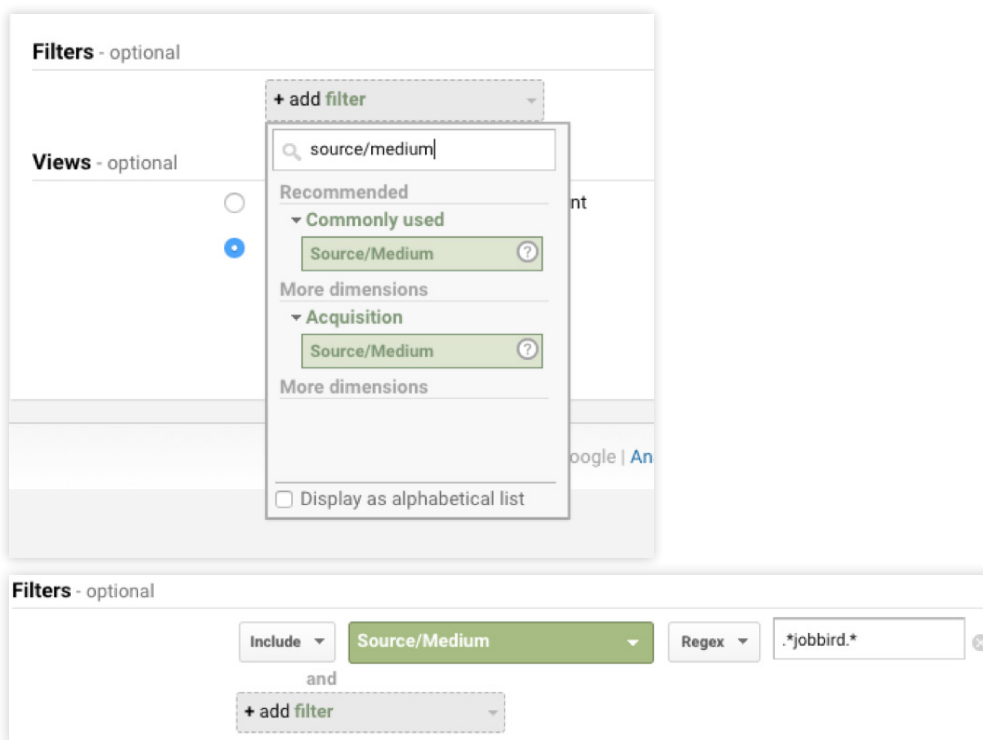 Filters - optional
+ add filter
source/medium
Views - optional
Recommended
nt
Commonly used
Source/Medium
More dimensions
Acquisition
Source/Medium
More dimensions
oogle | An
Display as alphabetical list
Filters - optional
Include Source/Medium Regex .*jobbird.*
and
+ add filter